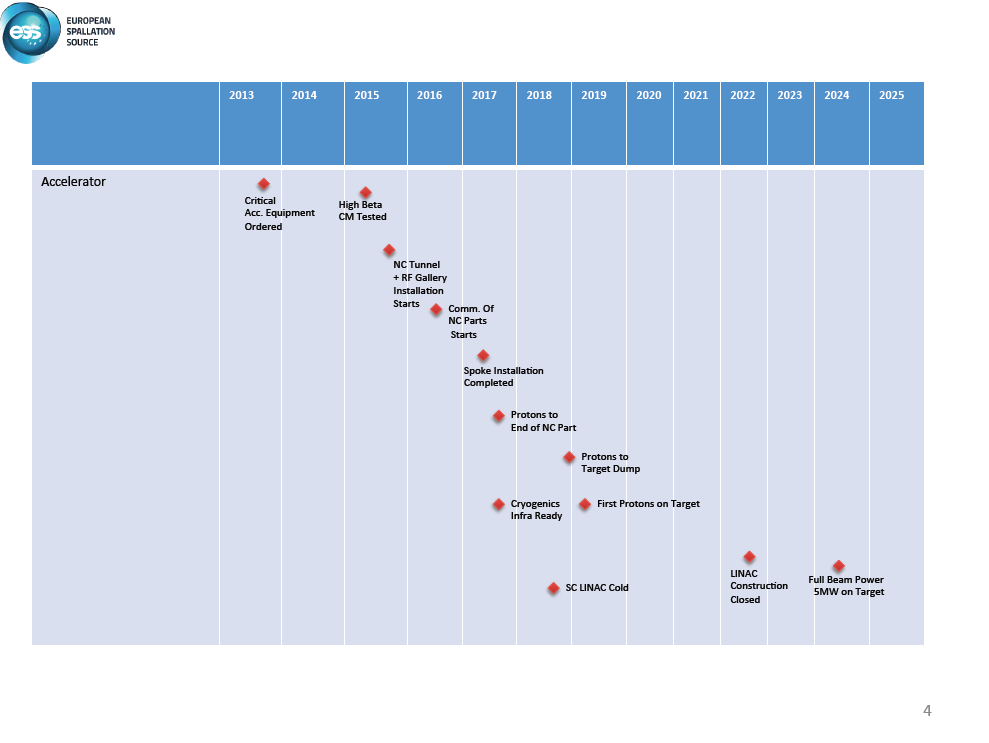 ess
EUROPEAN
SPALLATION
SOURCE
2013 2014 2015 2016 2017 2018 2019 2020 2021 2022 2023 2024 2025
Accelerator
Critical
Acc. Equipment
Ordered
High Beta
CM Tested
NC Tunnel
+ RF Gallery
Installation
Starts
Comm. Of
NC Parts
Starts
Spoke Installation
Completed
Protons to
End of NC Part
Protons to
Target Dump
Cryogenics
Infra Ready
First Protons on Target
SC LINAC Cold
LINAC
Construction
Closed
Full Beam Power
5MW on Target
4